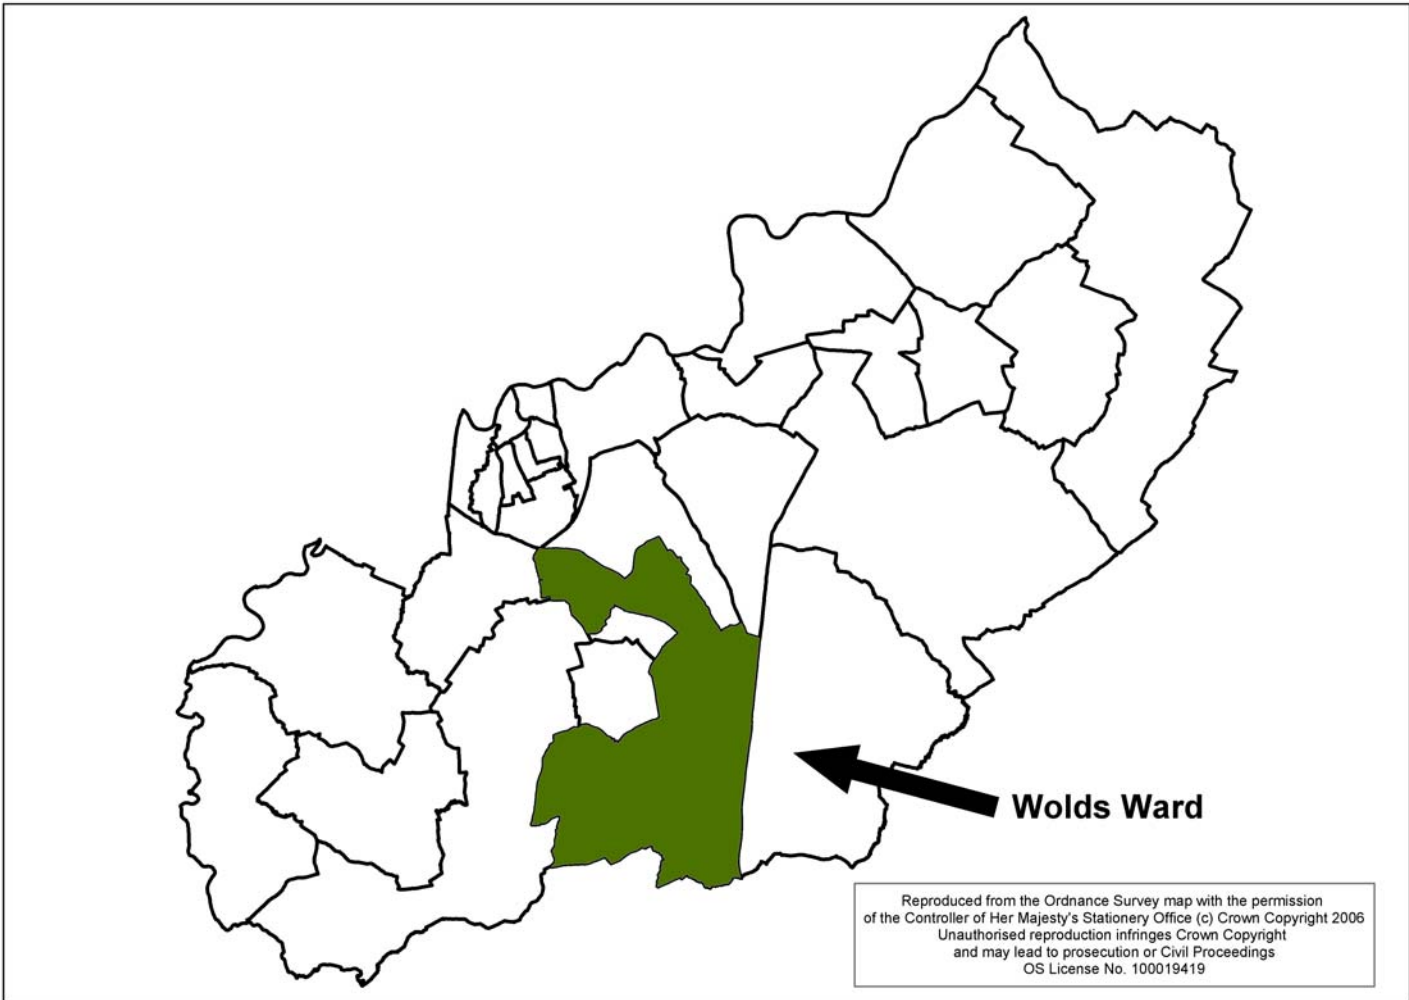 Wolds Ward
Reproduced from the Ordnance Survey map with the permission
of the Controller of Her Majesty's Stationery Office (c) Crown Copyright 2006
Unauthorised reproduction infringes Crown Copyright
and may lead to prosecution or Civil Proceedings
OS License No. 100019419